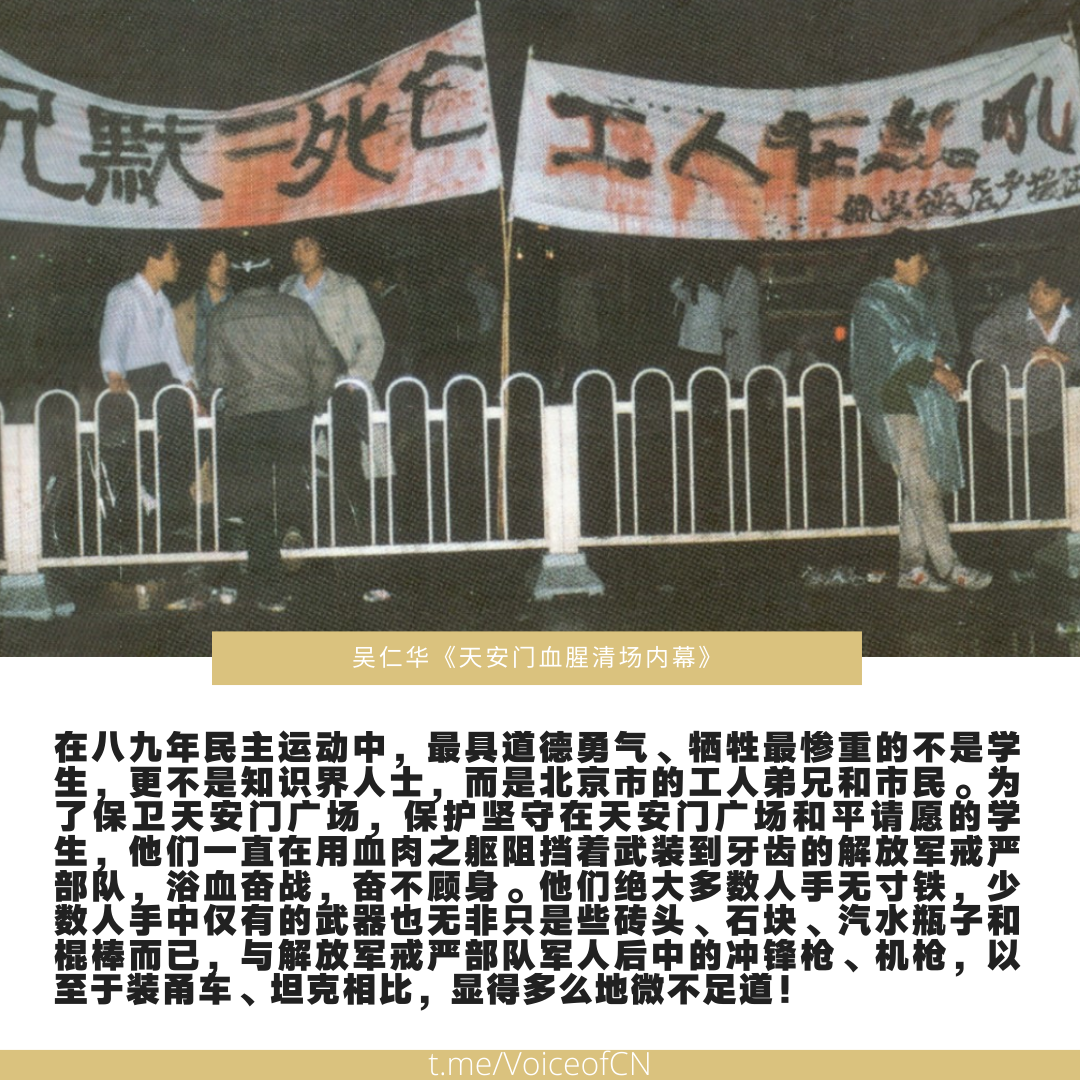 沉默=死亡
工人在怒吼
吴仁华《天安门血腥清场内幕》
在八九年民主运动中，最具道德勇气、牺牲最惨重的不是学
生，更不是知识界人士，而是北京市的工人弟兄和市民。为
了保卫天安门广场，保护坚守在天安门广场和平请愿的学
生，他们一直在用血肉之躯阻挡着武装到牙齿的解放军戒严
部队，浴血奋战，奋不顾身。他们绝大多数人手无寸铁，少
数人手中仅有的武器也无非只是些砖头、石块、汽水瓶子和
棍棒而已，与解放军戒严部队军人后中的冲锋枪、机枪，以
至于装甬车、坦克相比，显得多么地微不足道！
t.me/VoiceofCN